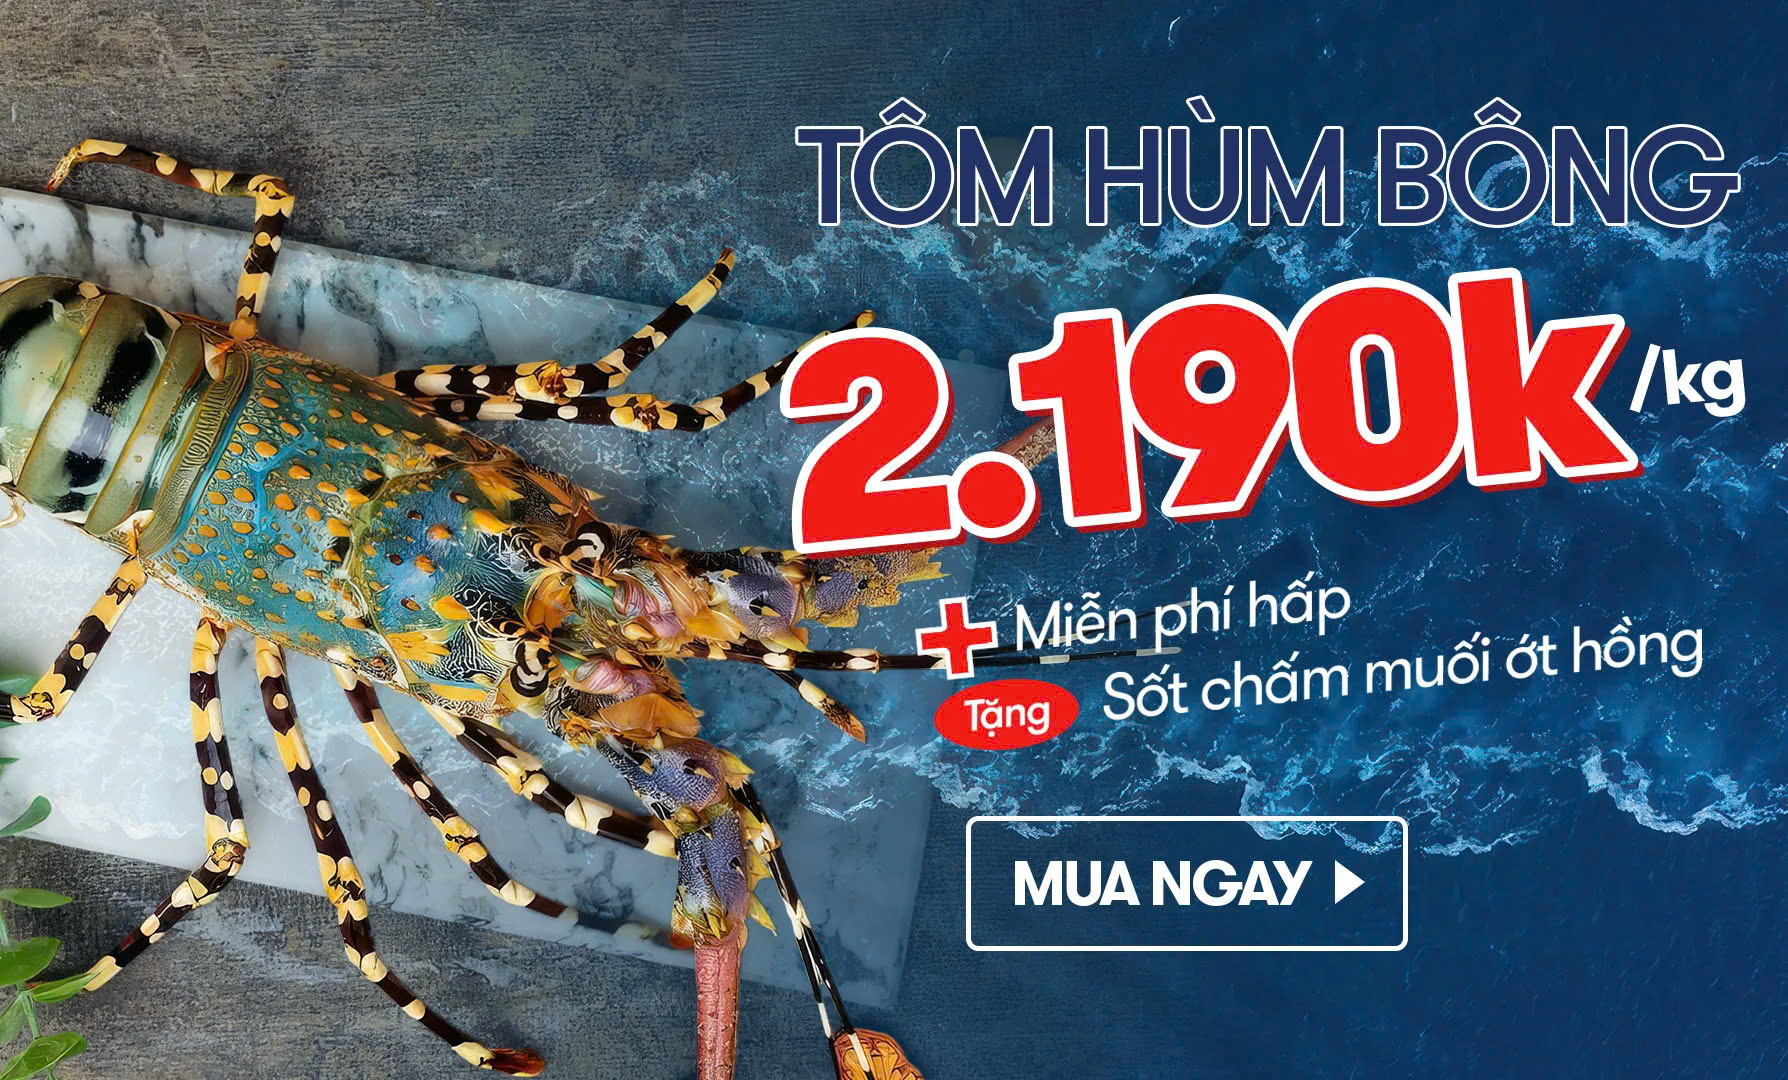 TÔM HÙM BÔNG
2.190k/kg
+ Miễn phí hấp
Tặng Sốt chấm muối ớt hồng
MUA NGAY